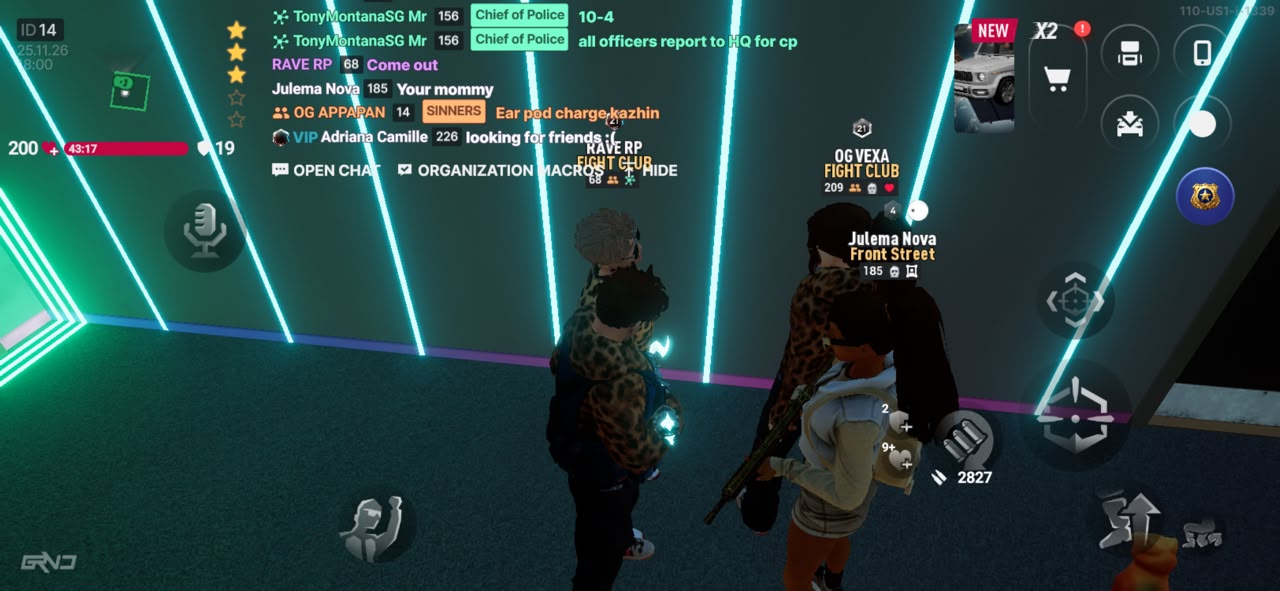 TonyMontanaSG Mr 156 Chief of Police 10-4
TonyMontanaSG Mr 156 Chief of Police all officers report to HQ for cp
RAVE RP 68 Come out
Julema Nova 185 Your mommy
OG APPAPAN 14 SINNERS Ear pod charge kazhin
VIP Adriana Camille 226 looking for friends :(
OPEN CHAT ORGANIZATION MACROS HIDE
ID 14
25.11.26
18:00
200 43:17 19
110-US1-
NEW
X2
!
21
RAVE RP
FIGHT CLUB
68
21
OG VEXA
FIGHT CLUB
209
4
Julema Nova
Front Street
185
2
9+
2827
GRND